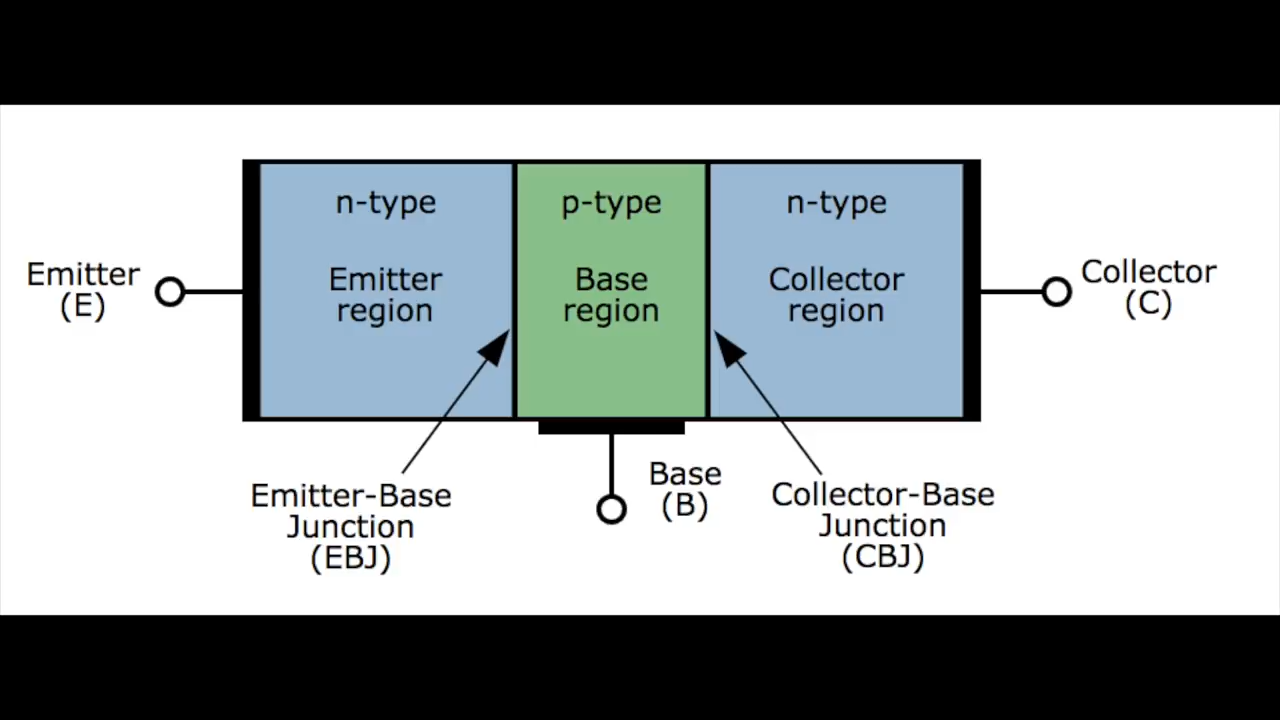 n-type
p-type
n-type
Emitter
(E)
Emitter
region
Base
region
Collector
region
Collector
(C)
Emitter-Base
Junction
(EBJ)
Base
(B)
Collector-Base
Junction
(CBJ)